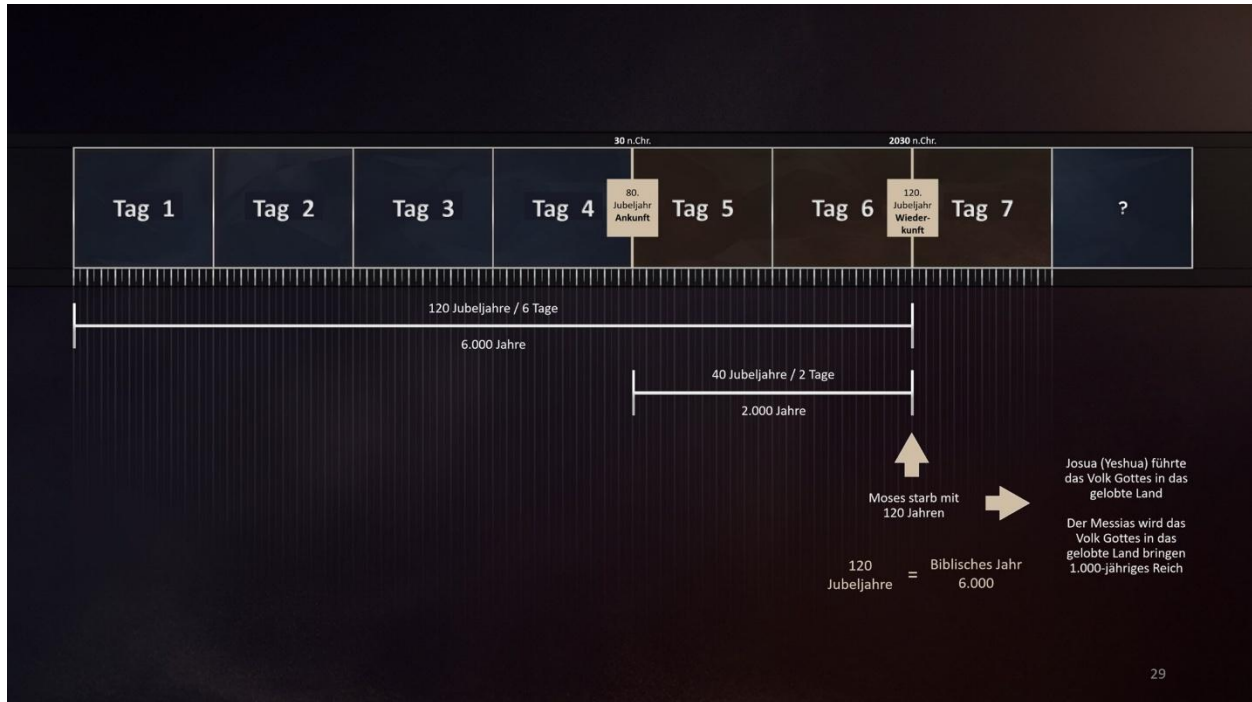 30 n.Chr.
2030 n.Chr.
Tag 1
Tag 2
Tag 3
Tag 4
80.
Jubeljahr
Ankunft
Tag 5
Tag 6
120.
Jubeljahr
Wieder-
kunft
Tag 7
?
120 Jubeljahre / 6 Tage
6.000 Jahre
40 Jubeljahre / 2 Tage
2.000 Jahre
Moses starb mit
120 Jahren
Josua (Yeshua) führte
das Volk Gottes in das
gelobte Land
Der Messias wird das
Volk Gottes in das
gelobte Land bringen
1.000-jähriges Reich
120
Jubeljahre
=
Biblisches Jahr
6.000
29